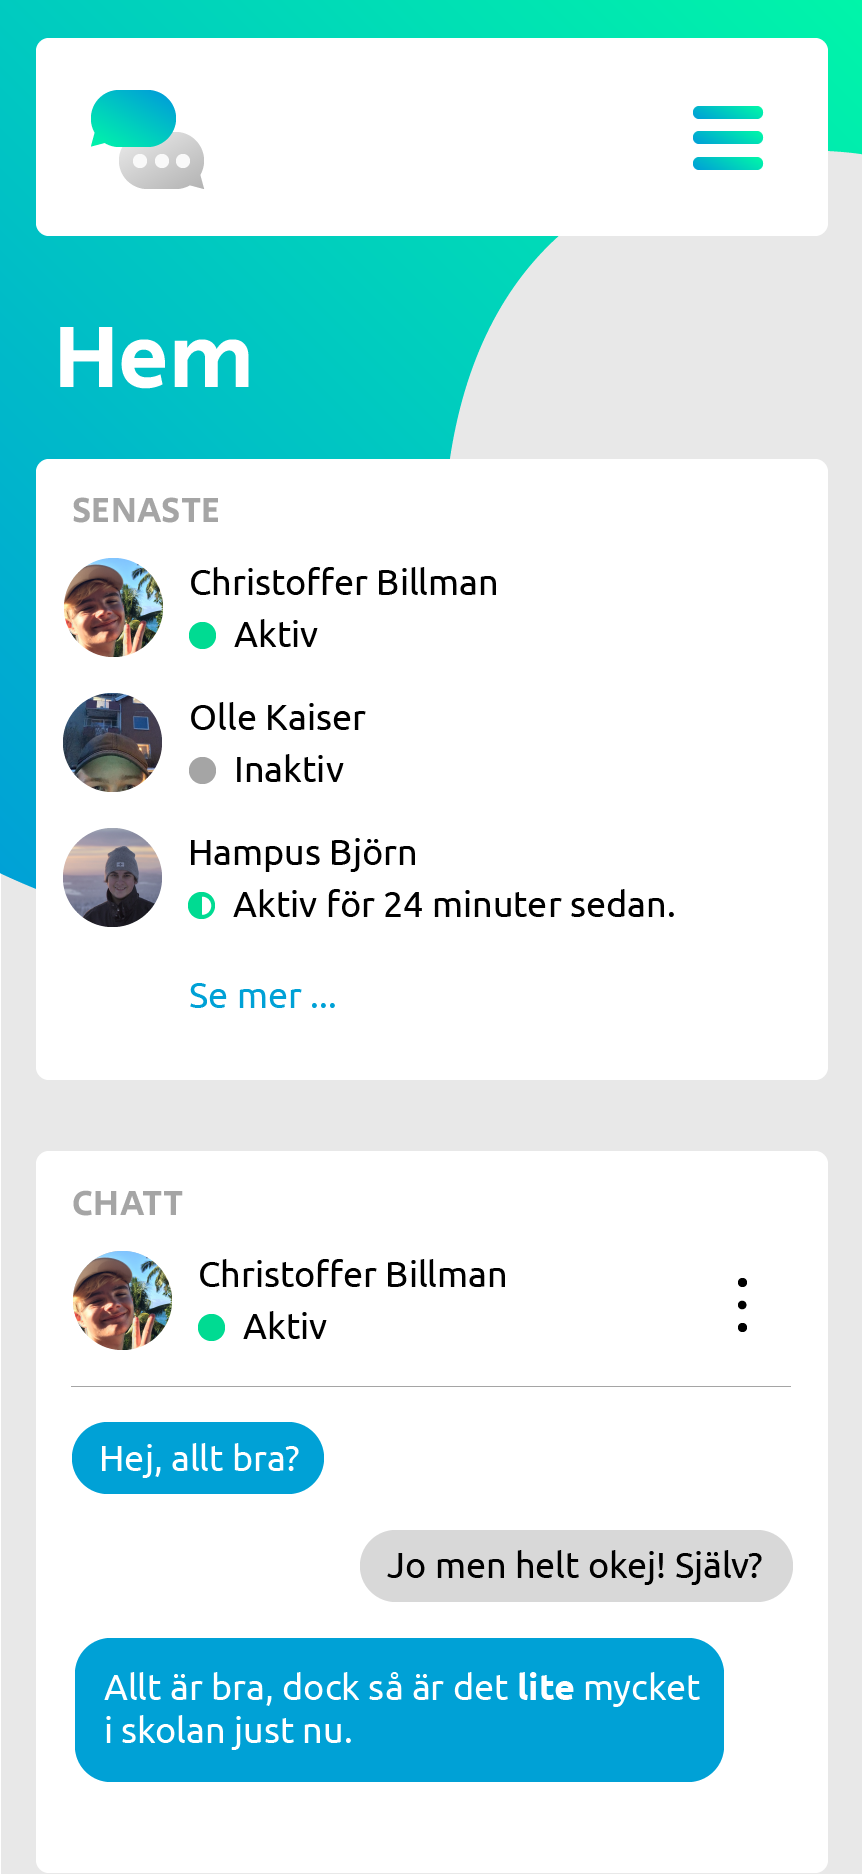 Hem
SENASTE
Christoffer Billman
Aktiv
Olle Kaiser
Inaktiv
Hampus Björn
Aktiv för 24 minuter sedan.
Se mer ...
CHATT
Christoffer Billman
Aktiv
Hej, allt bra?
Jo men helt okej! Själv?
Allt är bra, dock så är det lite mycket
i skolan just nu.